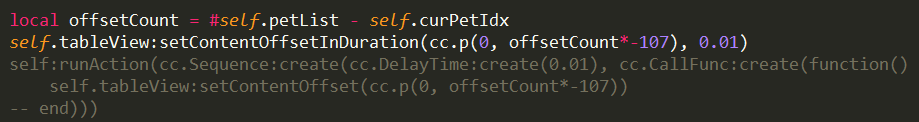 local offsetCount = #self.petList - self.curPetIdx
self.tableView:setContentOffsetInDuration(cc.p(0, offsetCount*-107), 0.01)
self:runAction(cc.Sequence:create(cc.DelayTime:create(0.01), cc.CallFunc:create(function()
    self.tableView:setContentOffset(cc.p(0, offsetCount*-107))
-- end)))